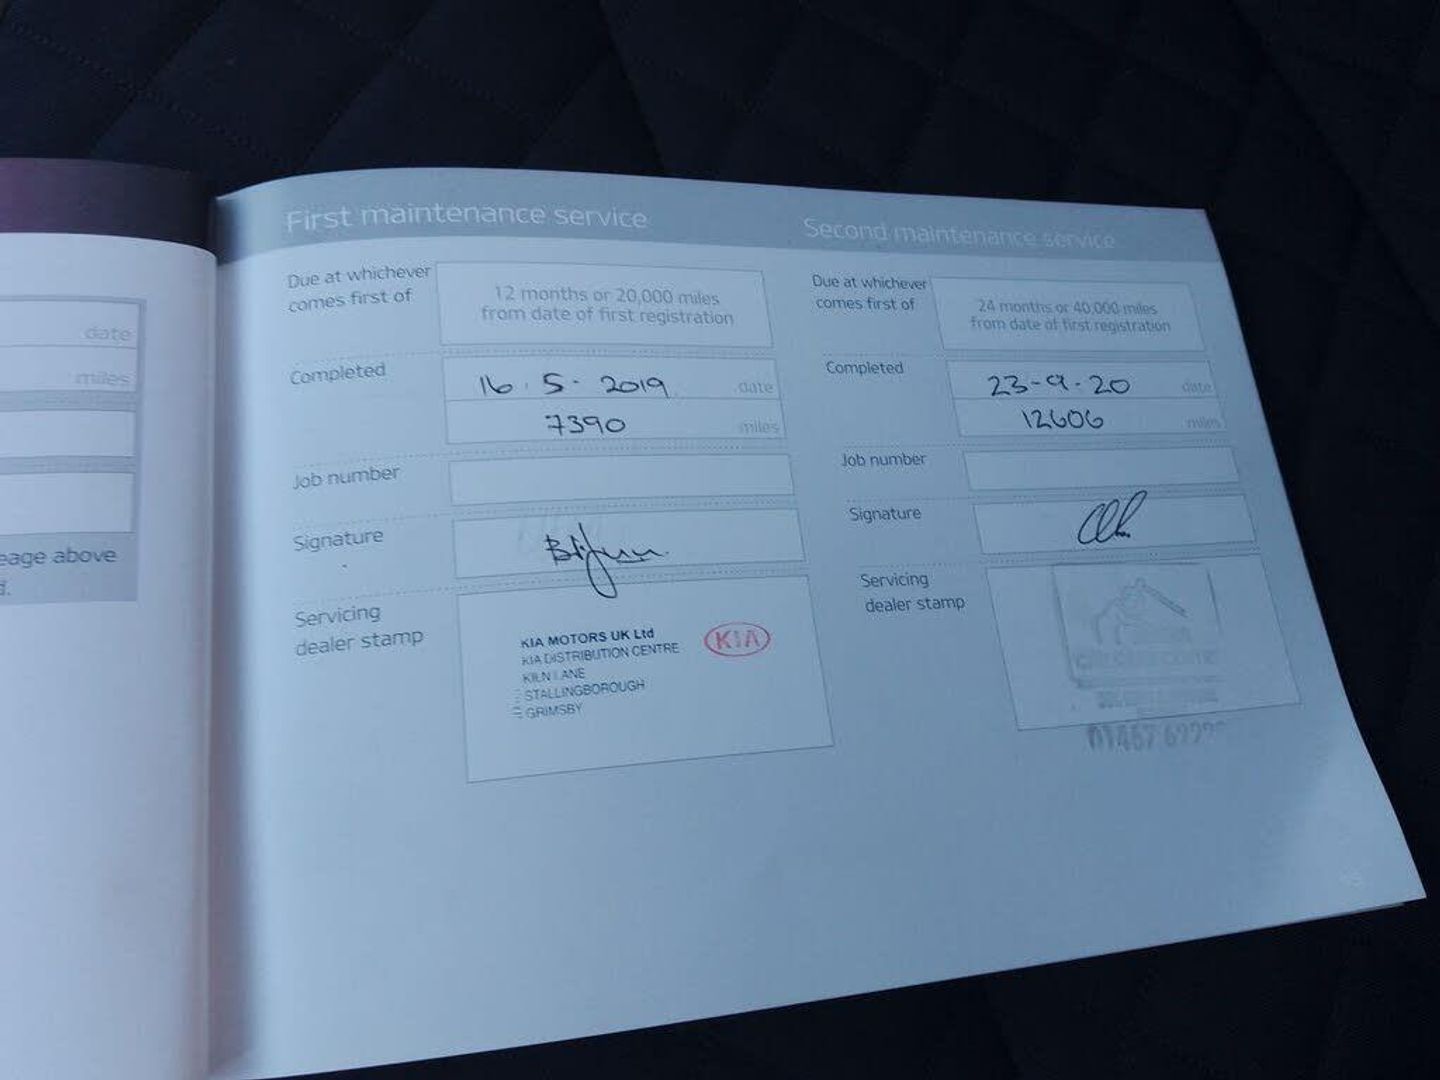 date
miles
eage above
d.
First maintenance service
Due at whichever
comes first of
12 months or 20,000 miles
from date of first registration
Completed
16.5.2019 date
7390 miles
Job number
Signature
Servicing
dealer stamp
KIA MOTORS UK Ltd
KIA DISTRIBUTION CENTRE
KILN LANE
STALLINGBOROUGH
GRIMSBY
KIA
Second maintenance service
Due at whichever
comes first of
24 months or 40,000 miles
from date of first registration
Completed
23-9-20 date
12606 miles
Job number
Signature
Servicing
dealer stamp
01467